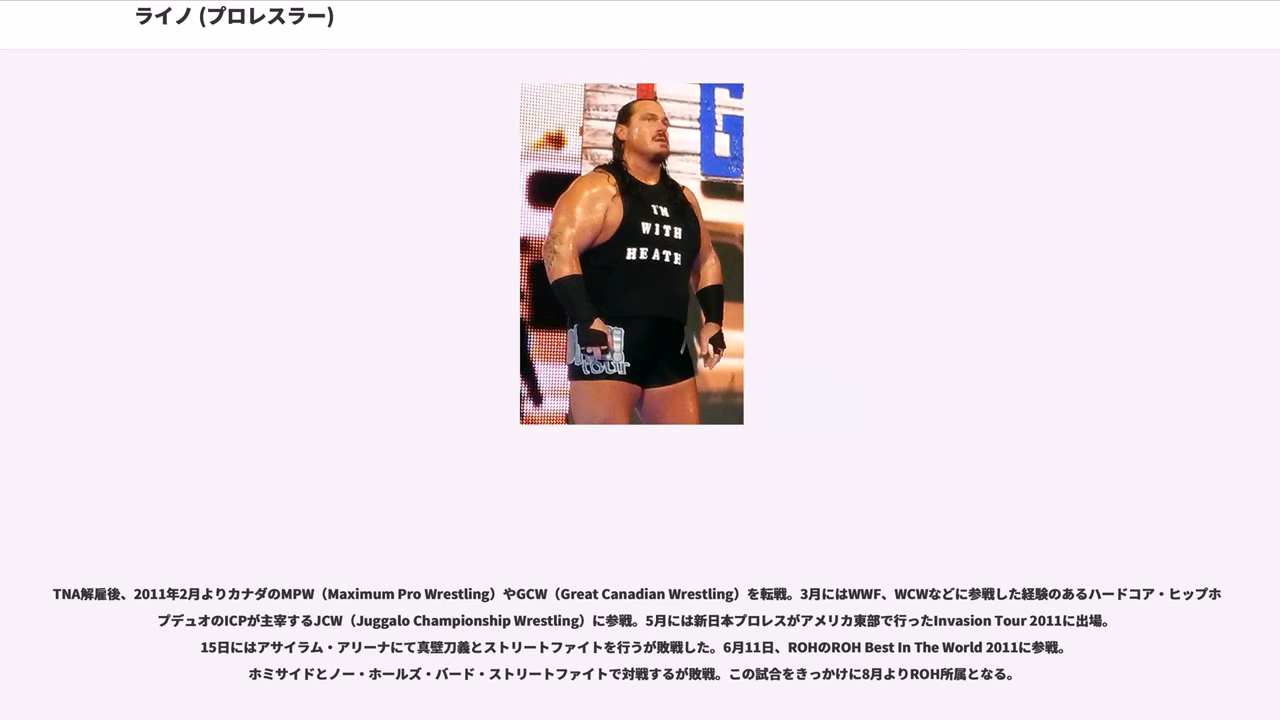 ライノ (プロレスラー)
G
I'M
WITH
HEATH
tour
TNA解雇後、2011年2月よりカナダのMPW（Maximum Pro Wrestling）やGCW（Great Canadian Wrestling）を転戦。3月にはWWF、WCWなどに参戦した経験のあるハードコア・ヒップホ
プデュオのICPが主宰するJCW（Juggalo Championship Wrestling）に参戦。5月には新日本プロレスがアメリカ東部で行ったInvasion Tour 2011に出場。
15日にはアサイラム・アリーナにて真壁刀義とストリートファイトを行うが敗戦した。6月11日、ROHのROH Best In The World 2011に参戦。
ホミサイドとノー・ホールズ・バード・ストリートファイトで対戦するが敗戦。この試合をきっかけに8月よりROH所属となる。